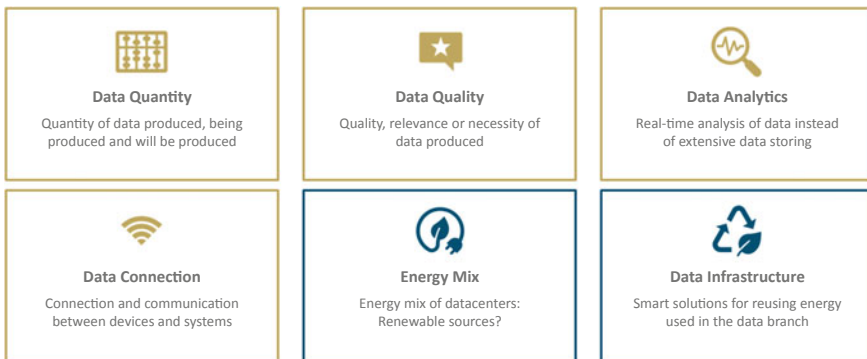 Data Quantity
Quantity of data produced, being
produced and will be produced
Data Quality
Quality, relevance or necessity of
data produced
Data Analytics
Real-time analysis of data instead
of extensive data storing
Data Connection
Connection and communication
between devices and systems
Energy Mix
Energy mix of datacenters:
Renewable sources?
Data Infrastructure
Smart solutions for reusing energy
used in the data branch